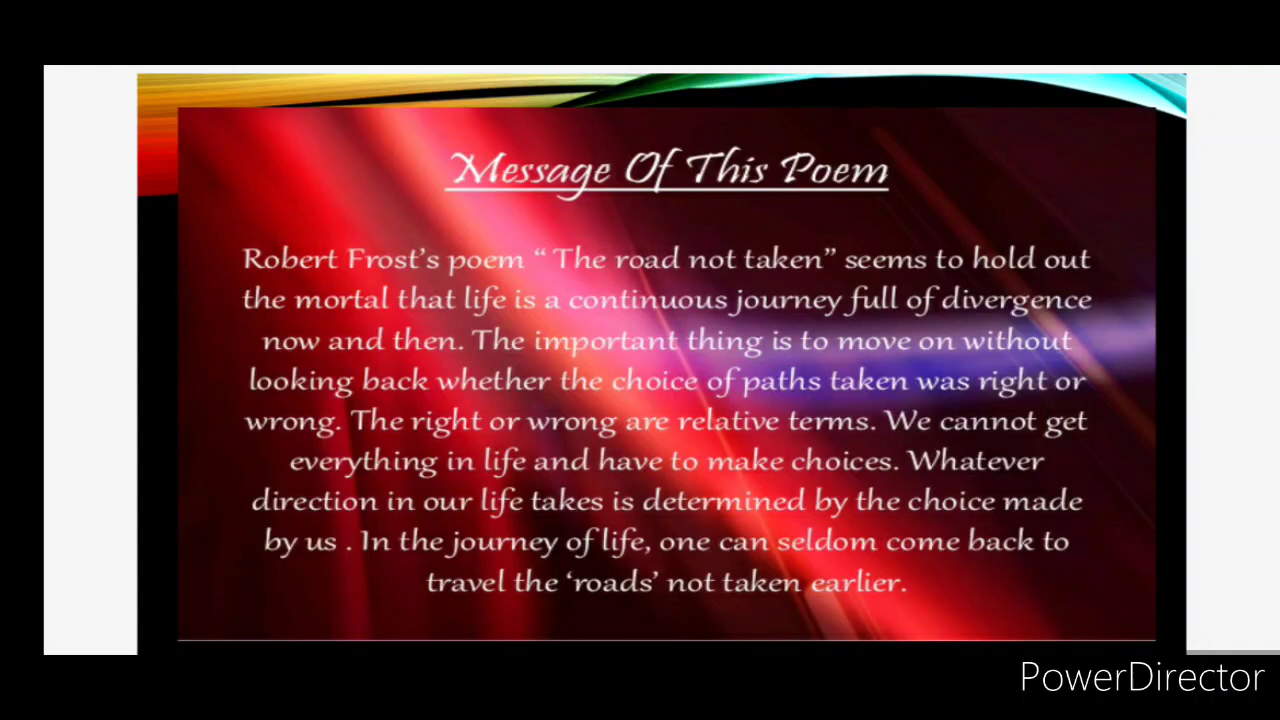 Message Of This Poem
Robert Frost's poem “ The road not taken” seems to hold out
the mortal that life is a continuous journey full of divergence
now and then. The important thing is to move on without
looking back whether the choice of paths taken was right or
wrong. The right or wrong are relative terms. We cannot get
everything in life and have to make choices. Whatever
direction in our life takes is determined by the choice made
by us . In the journey of life, one can seldom come back to
travel the ‘roads’ not taken earlier.
PowerDirector